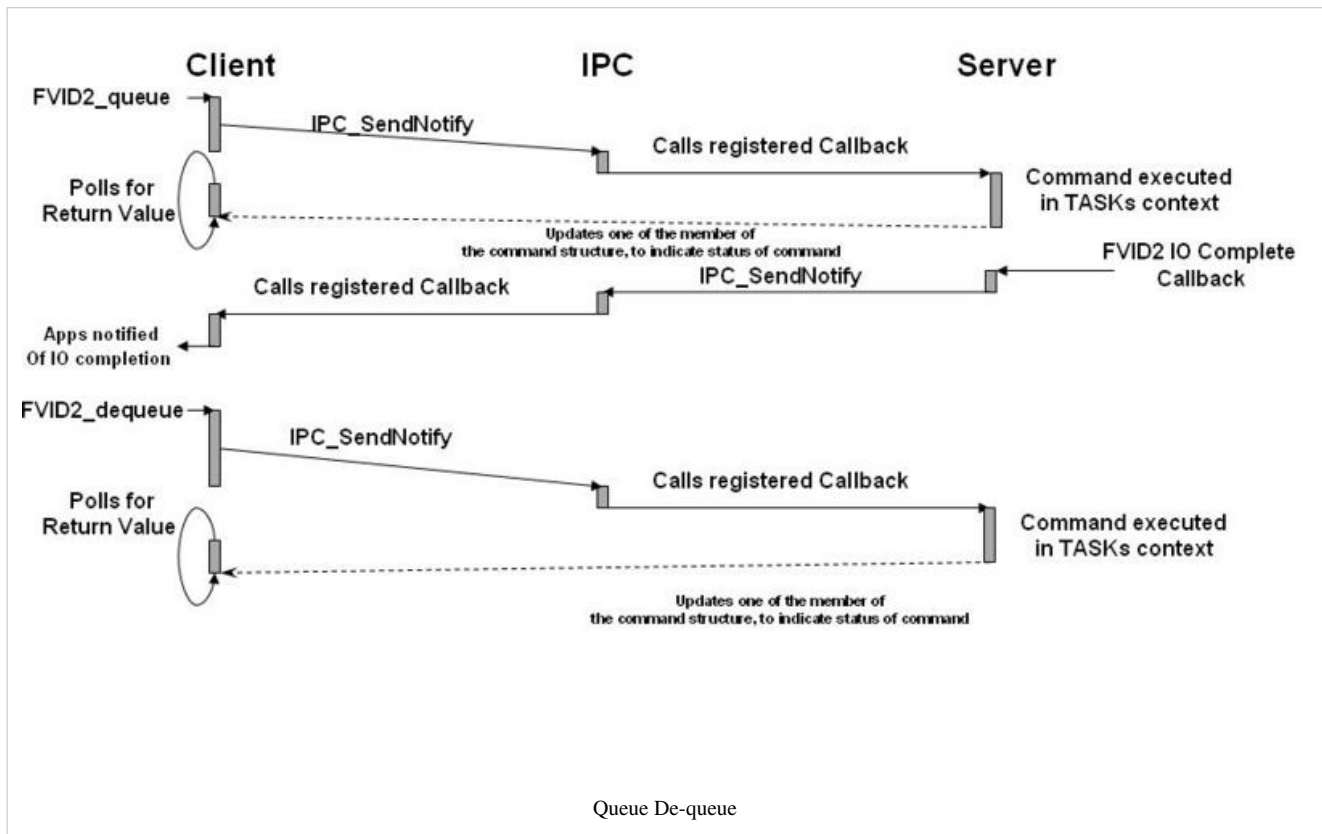 Client
IPC
Server
FVID2_queue
IPC_SendNotify
Calls registered Callback
Polls for
Return Value
Command executed
in TASKs context
Updates one of the member of
the command structure, to indicate status of command
FVID2 IO Complete
Callback
IPC_SendNotify
Calls registered Callback
Apps notified
Of IO completion
FVID2_dequeue
IPC_SendNotify
Calls registered Callback
Polls for
Return Value
Command executed
in TASKs context
Updates one of the member of
the command structure, to indicate status of command
Queue De-queue